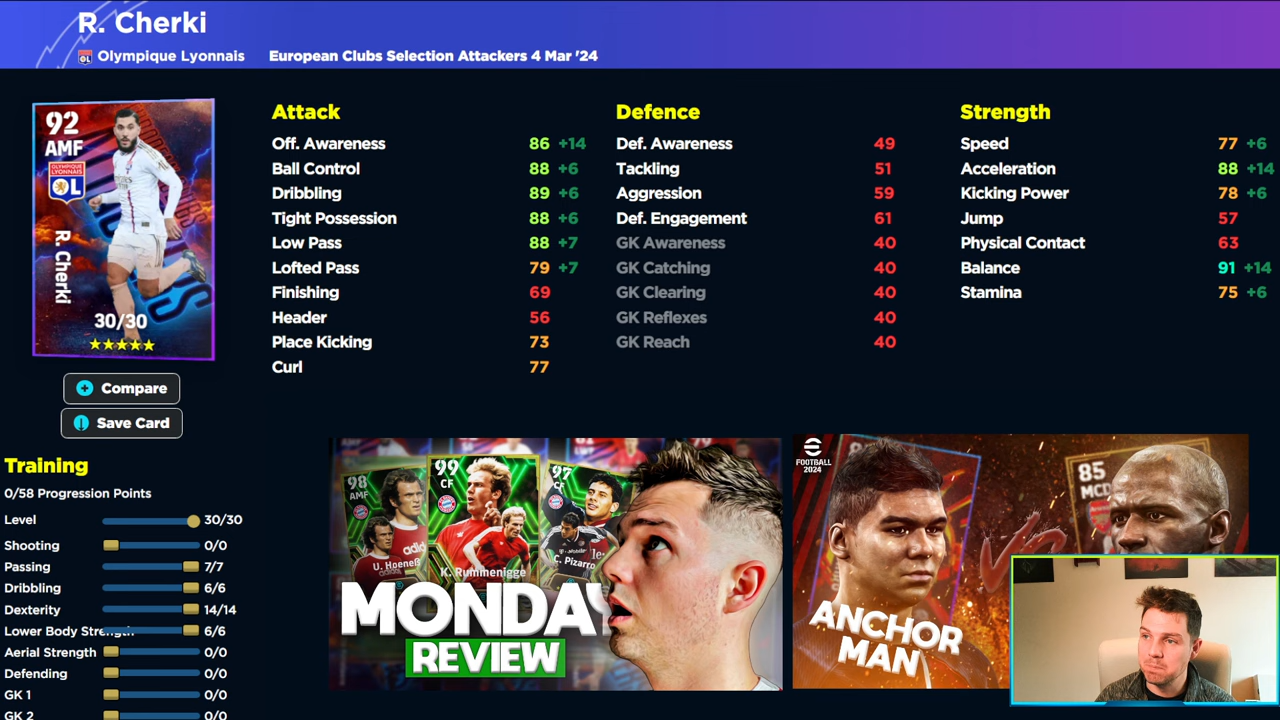 R. Cherki
Olympique Lyonnais European Clubs Selection Attackers 4 Mar '24
92
AMF
OLYMPIQUE
LYONNAIS
OL
R. Cherki
30/30
★★★★★
Compare
Save Card
Training
0/58 Progression Points
Level 30/30
Shooting 0/0
Passing 7/7
Dribbling 6/6
Dexterity 14/14
Lower Body Strength 6/6
Aerial Strength 0/0
Defending 0/0
GK 1 0/0
GK 2 0/0
Attack
Off. Awareness 86 +14
Ball Control 88 +6
Dribbling 89 +6
Tight Possession 88 +6
Low Pass 88 +7
Lofted Pass 79 +7
Finishing 69
Header 56
Place Kicking 73
Curl 77
Defence
Def. Awareness 49
Tackling 51
Aggression 59
Def. Engagement 61
GK Awareness 40
GK Catching 40
GK Clearing 40
GK Reflexes 40
GK Reach 40
Strength
Speed 77 +6
Acceleration 88 +14
Kicking Power 78 +6
Jump 57
Physical Contact 63
Balance 91 +14
Stamina 75 +6
98
AMF
U. Hoeneß
99
CF
K. Rummenigge
97
CF
C. Pizarro
MONDAY
REVIEW
FOOTBALL
2024
85
MCD
ANCHOR
MAN